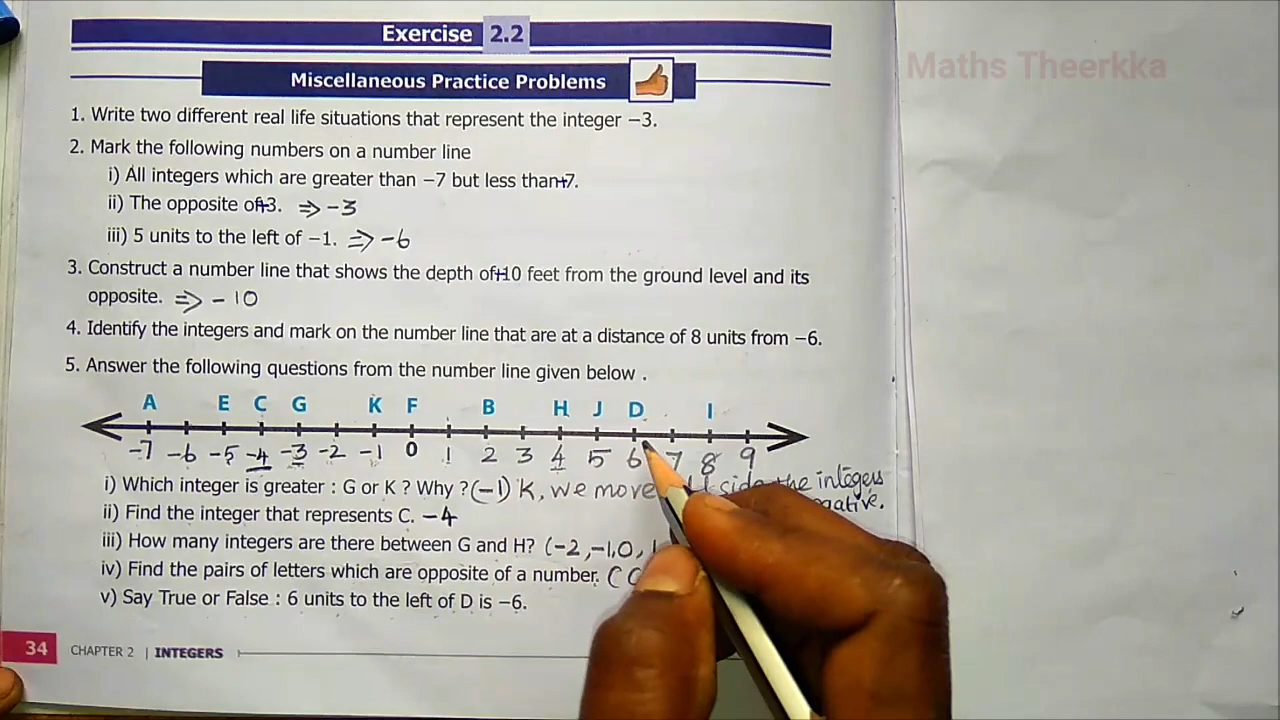 Exercise 2.2
Maths Theerkka
Miscellaneous Practice Problems
1. Write two different real life situations that represent the integer −3.
2. Mark the following numbers on a number line
i) All integers which are greater than −7 but less than +7.
ii) The opposite of +3. ⇒ -3
iii) 5 units to the left of −1. ⇒ -6
3. Construct a number line that shows the depth of +10 feet from the ground level and its
opposite. ⇒ - 10
4. Identify the integers and mark on the number line that are at a distance of 8 units from −6.
5. Answer the following questions from the number line given below .
A E C G K F B H J D I
-7 -6 -5 -4 -3 -2 -1 0 1 2 3 4 5 6 7 8 9
i) Which integer is greater : G or K ? Why ? (-1) K, we move side the integers
ii) Find the integer that represents C. -4
iii) How many integers are there between G and H? (-2, -1, 0,
iv) Find the pairs of letters which are opposite of a number. (C
v) Say True or False : 6 units to the left of D is −6.
34 CHAPTER 2 | INTEGERS